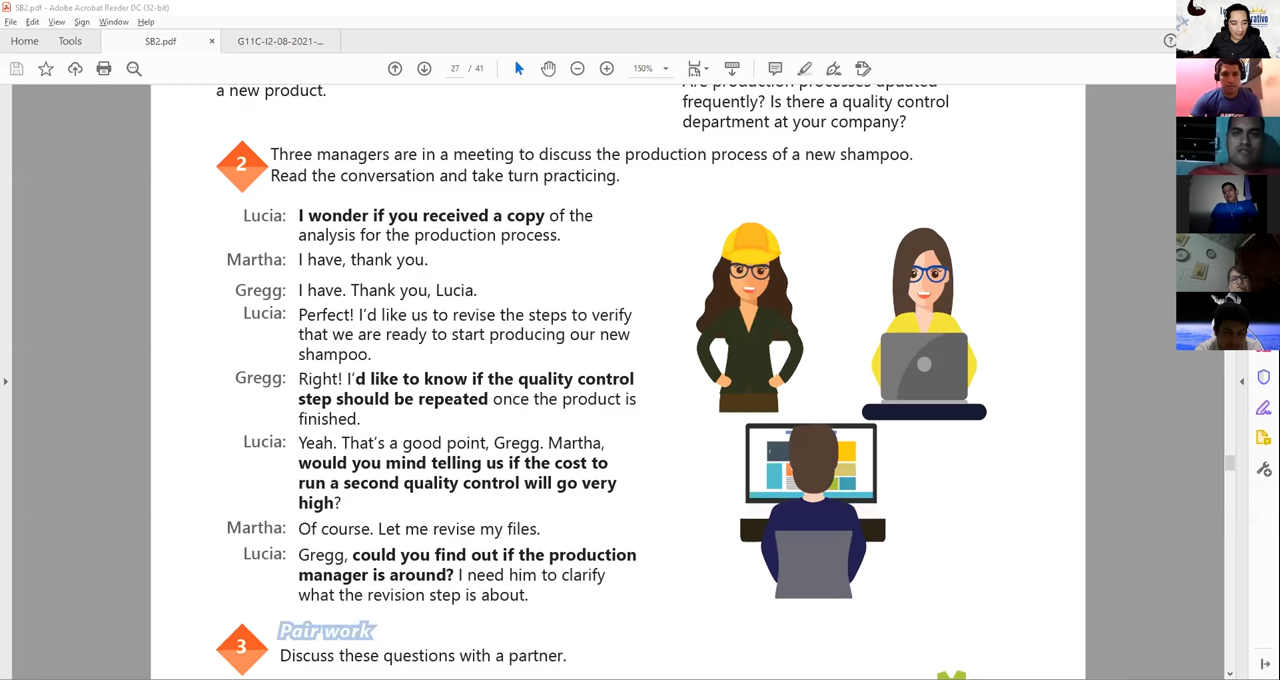 SB2.pdf - Adobe Acrobat Reader DC (32-bit)
File Edit View Sign Window Help
Home Tools SB2.pdf × G11C-I2-08-2021-...
27 / 41 150%
a new product.
frequently? Is there a quality control
department at your company?
2
Three managers are in a meeting to discuss the production process of a new shampoo.
Read the conversation and take turn practicing.
Lucia: I wonder if you received a copy of the
analysis for the production process.
Martha: I have, thank you.
Gregg: I have. Thank you, Lucia.
Lucia: Perfect! I'd like us to revise the steps to verify
that we are ready to start producing our new
shampoo.
Gregg: Right! I'd like to know if the quality control
step should be repeated once the product is
finished.
Lucia: Yeah. That's a good point, Gregg. Martha,
would you mind telling us if the cost to
run a second quality control will go very
high?
Martha: Of course. Let me revise my files.
Lucia: Gregg, could you find out if the production
manager is around? I need him to clarify
what the revision step is about.
3
Pair work
Discuss these questions with a partner.